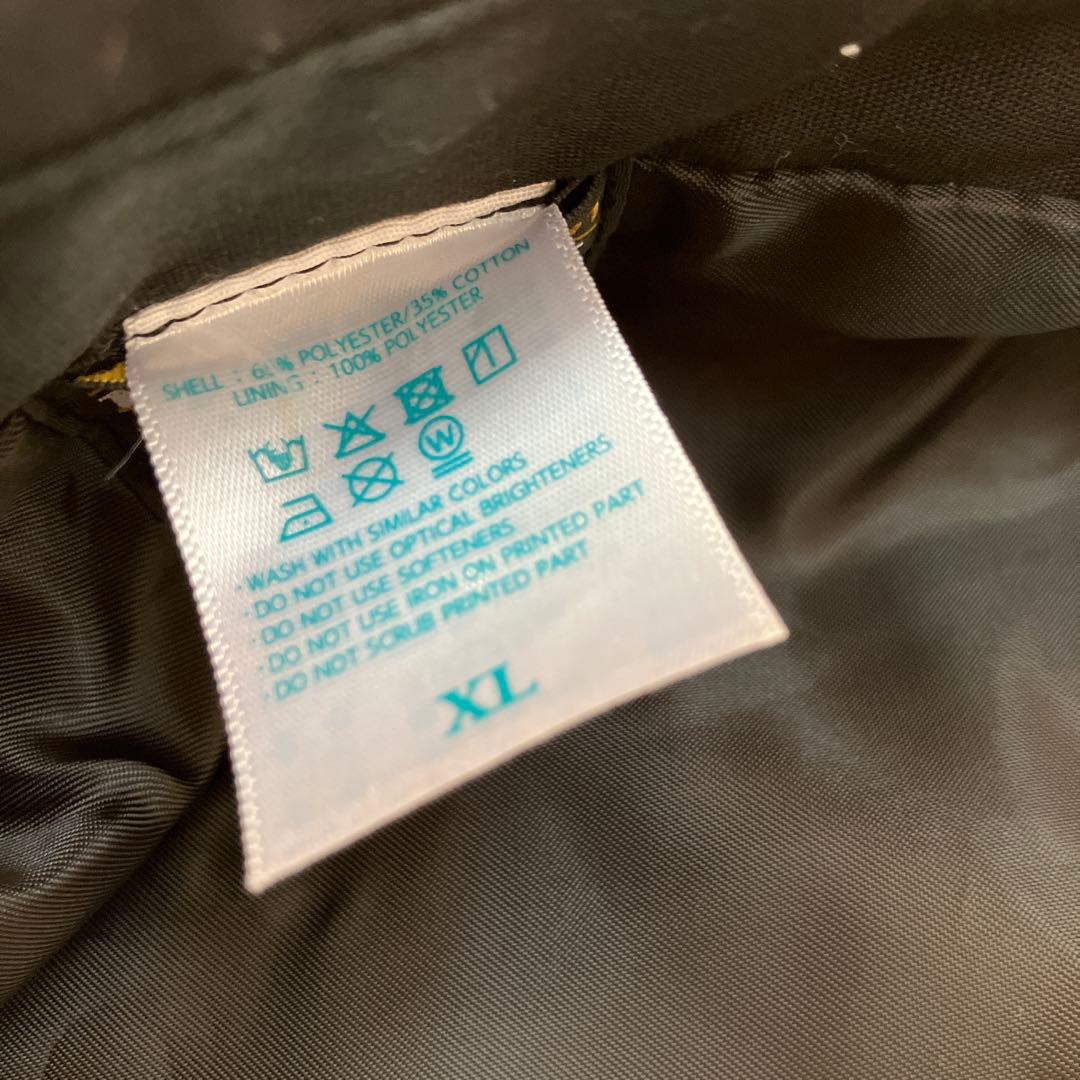 SHELL : 65% POLYESTER/35% COTTON
LINING : 100% POLYESTER
W
- WASH WITH SIMILAR COLORS
- DO NOT USE OPTICAL BRIGHTENERS
- DO NOT USE SOFTENERS
- DO NOT USE IRON ON PRINTED PART
- DO NOT SCRUB PRINTED PART
XL